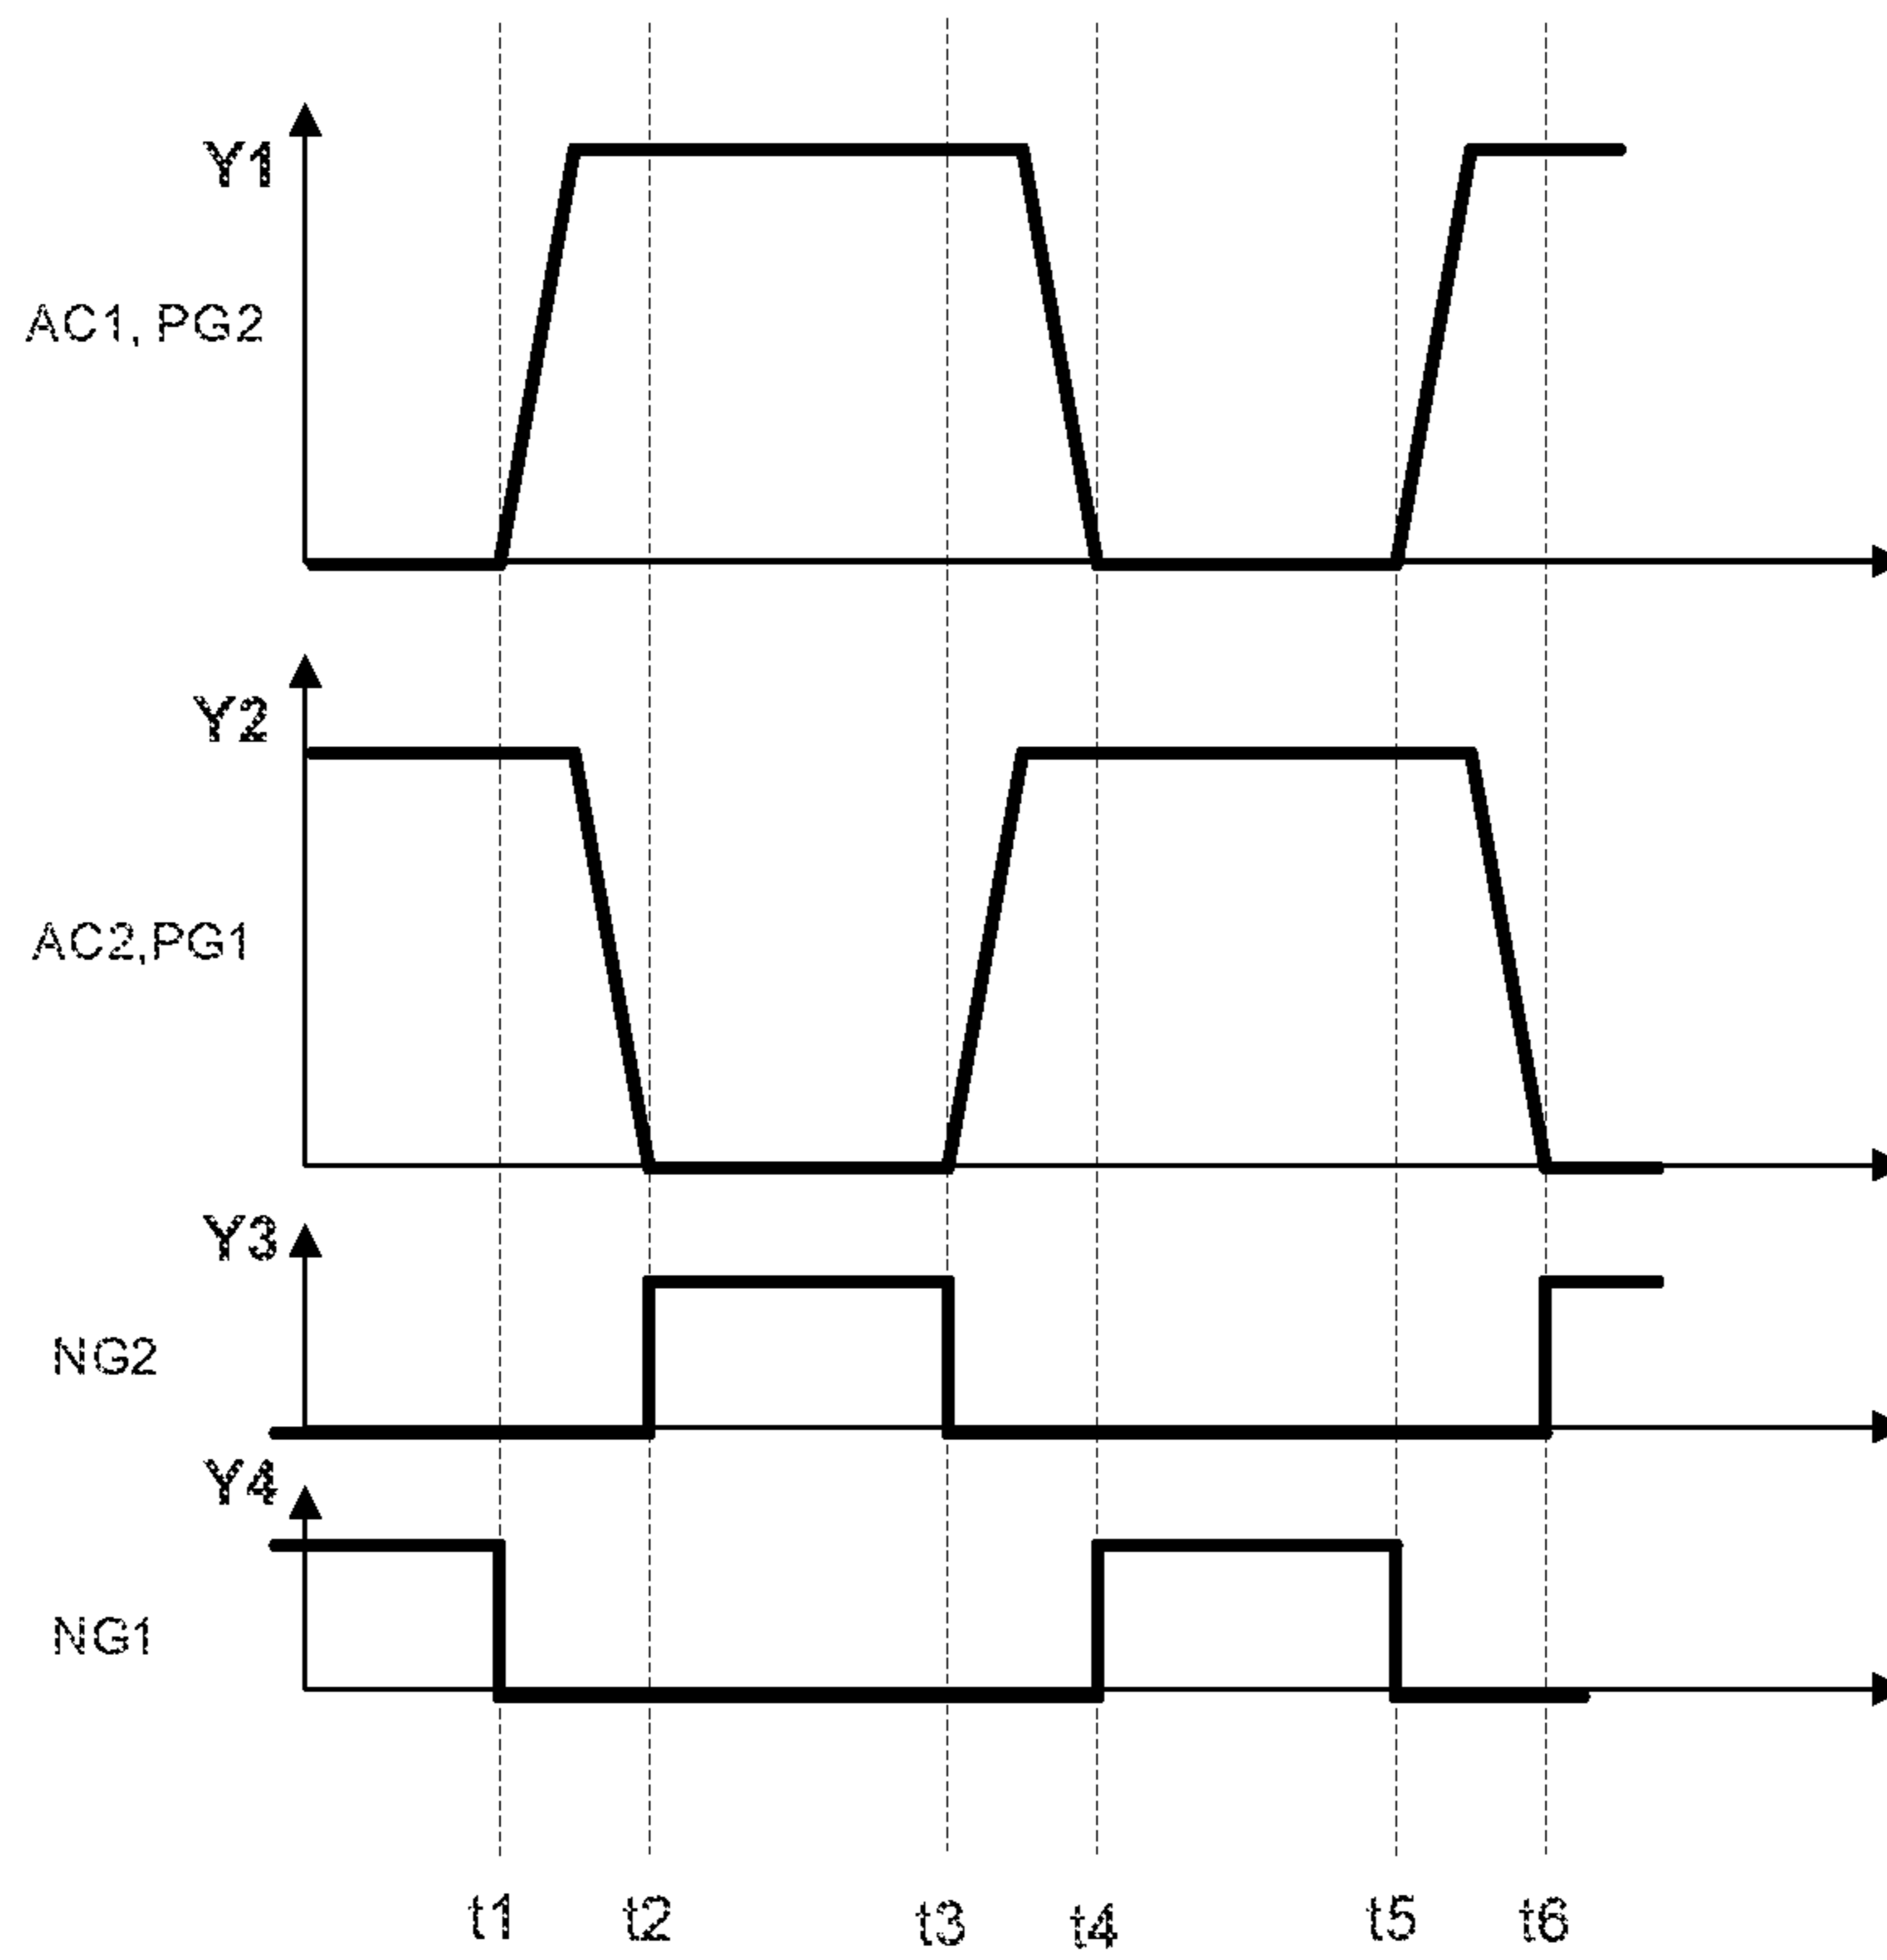 Y1
AC1, PG2
Y2
AC2,PG1
Y3
NG2
Y4
NG1
t1 t2 t3 t4 t5 t6